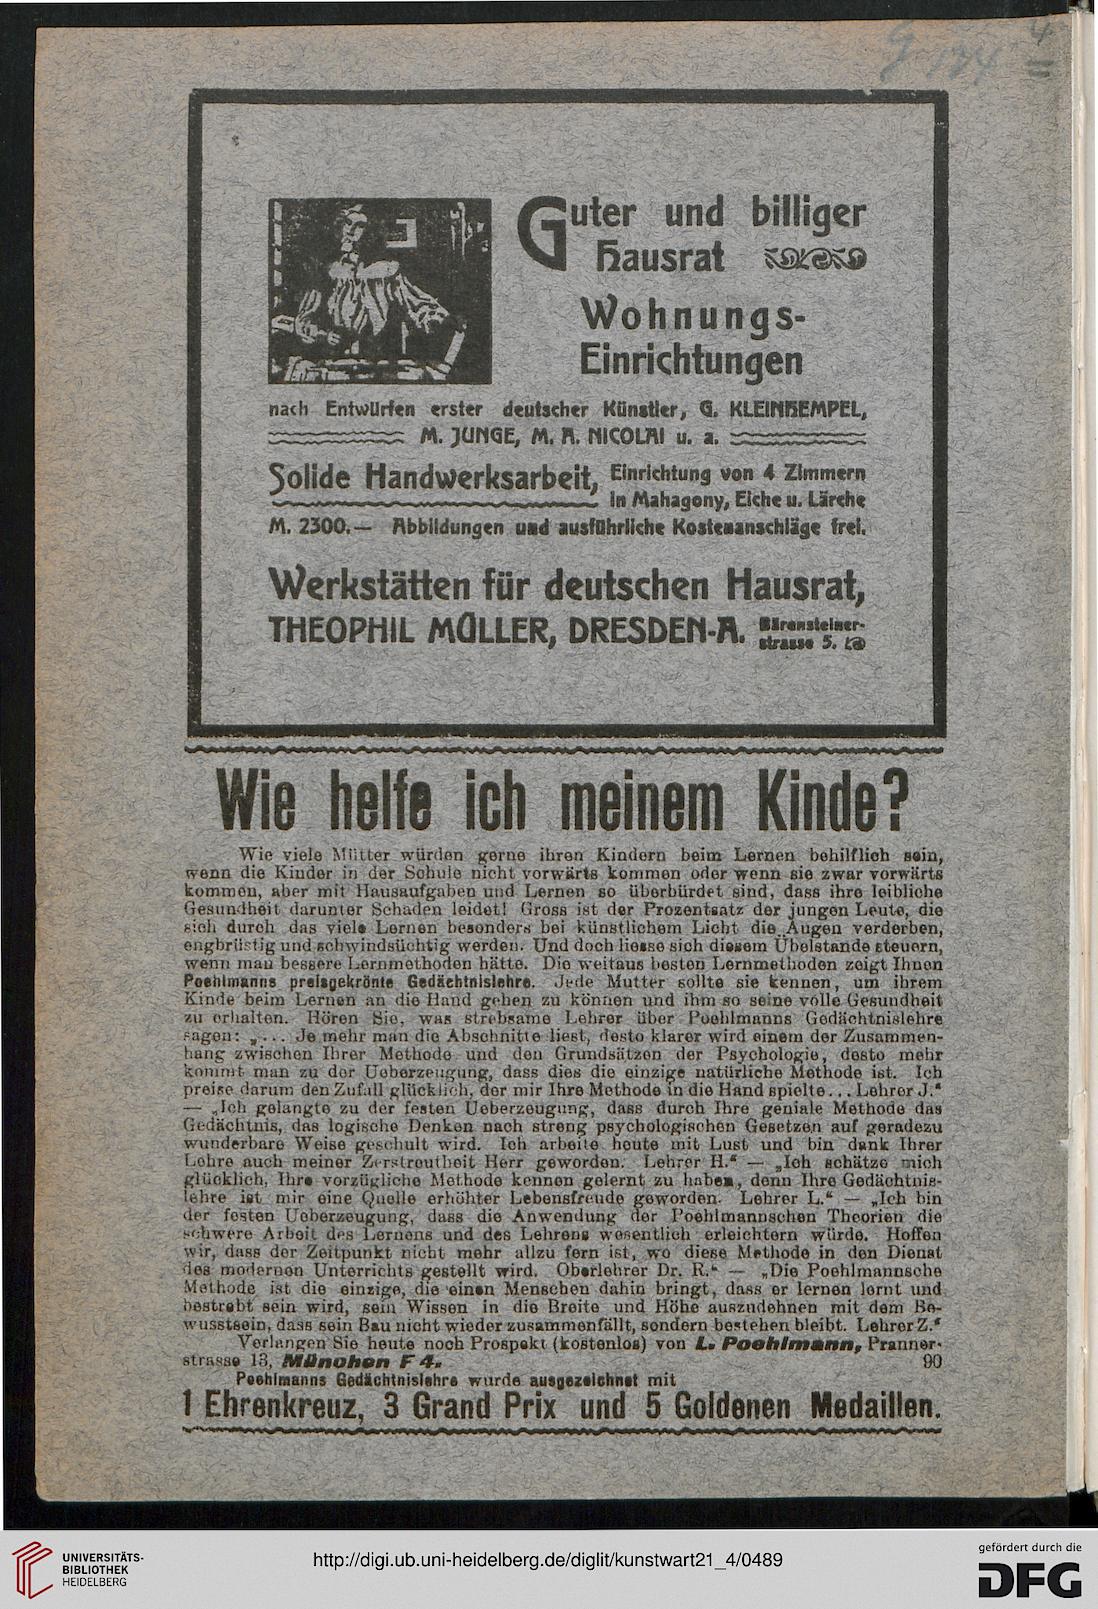 G 174 4
Guter und billiger
Hausrat
Wohnungs-
Einrichtungen
nach Entwürfen erster deutscher Künstler, G. KLEINHEMPEL,
M. JUNGE, M. A. NICOLAI u. a.
Solide Handwerksarbeit, Einrichtung von 4 Zimmern
in Mahagony, Eiche u. Lärche
M. 2300.— Abbildungen und ausführliche Kostenanschläge frei.
Werkstätten für deutschen Hausrat,
THEOPHIL MÜLLER, DRESDEN-A. Bärensteiner-
strasse 5.
Wie helfe ich meinem Kinde?
Wie viele Mütter würden gerne ihren Kindern beim Lernen behilflich sein,
wenn die Kinder in der Schule nicht vorwärts kommen oder wenn sie zwar vorwärts
kommen, aber mit Hausaufgaben und Lernen so überbürdet sind, dass ihre leibliche
Gesundheit darunter Schaden leidet! Gross ist der Prozentsatz der jungen Leute, die
sich durch das viele Lernen besonders bei künstlichem Licht die Augen verderben,
engbrüstig und schwindsüchtig werden. Und doch liesse sich diesem Übelstande steuern,
wenn man bessere Lernmethoden hätte. Die weitaus besten Lernmethoden zeigt Ihnen
Poehlmanns preisgekrönte Gedächtnislehre. Jede Mutter sollte sie kennen, um ihrem
Kinde beim Lernen an die Hand gehen zu können und ihm so seine volle Gesundheit
zu erhalten. Hören Sie, was strebsame Lehrer über Poehlmanns Gedächtnislehre
sagen: „... Je mehr man die Abschnitte liest, desto klarer wird einem der Zusammen-
hang zwischen Ihrer Methode und den Grundsätzen der Psychologie, desto mehr
kommt man zu der Ueberzeugung, dass dies die einzige natürliche Methode ist. Ich
preise darum den Zufall glücklich, der mir Ihre Methode in die Hand spielte... Lehrer J.“
— „Ich gelangte zu der festen Ueberzeugung, dass durch Ihre geniale Methode das
Gedächtnis, das logische Denken nach streng psychologischen Gesetzen auf geradezu
wunderbare Weise geschult wird. Ich arbeite heute mit Lust und bin dank Ihrer
Lehre auch meiner Zerstreutheit Herr geworden. Lehrer H.“ — „Ich schätze mich
glücklich, Ihre vorzügliche Methode kennen gelernt zu haben, denn Ihre Gedächtnis-
lehre ist mir eine Quelle erhöhter Lebensfreude geworden. Lehrer L.“ — „Ich bin
der festen Ueberzeugung, dass die Anwendung der Poehlmannschen Theorien die
schwere Arbeit des Lernens und des Lehrens wesentlich erleichtern würde. Hoffen
wir, dass der Zeitpunkt nicht mehr allzu fern ist, wo diese Methode in den Dienst
des modernen Unterrichts gestellt wird. Oberlehrer Dr. R.“ — „Die Poehlmannsche
Methode ist die einzige, die einen Menschen dahin bringt, dass er lernen lernt und
bestrebt sein wird, sein Wissen in die Breite und Höhe auszudehnen mit dem Be-
wusstsein, dass sein Bau nicht wieder zusammenfällt, sondern bestehen bleibt. Lehrer Z.“
Verlangen Sie heute noch Prospekt (kostenlos) von L. Poehlmann, Pranner-
strasse 13, München F 4. 90
Poehlmanns Gedächtnislehre wurde ausgezeichnet mit
1 Ehrenkreuz, 3 Grand Prix und 5 Goldenen Medaillen.
UNIVERSITÄTS-
BIBLIOTHEK
HEIDELBERG
http://digi.ub.uni-heidelberg.de/diglit/kunstwart21_4/0489
gefördert durch die
DFG